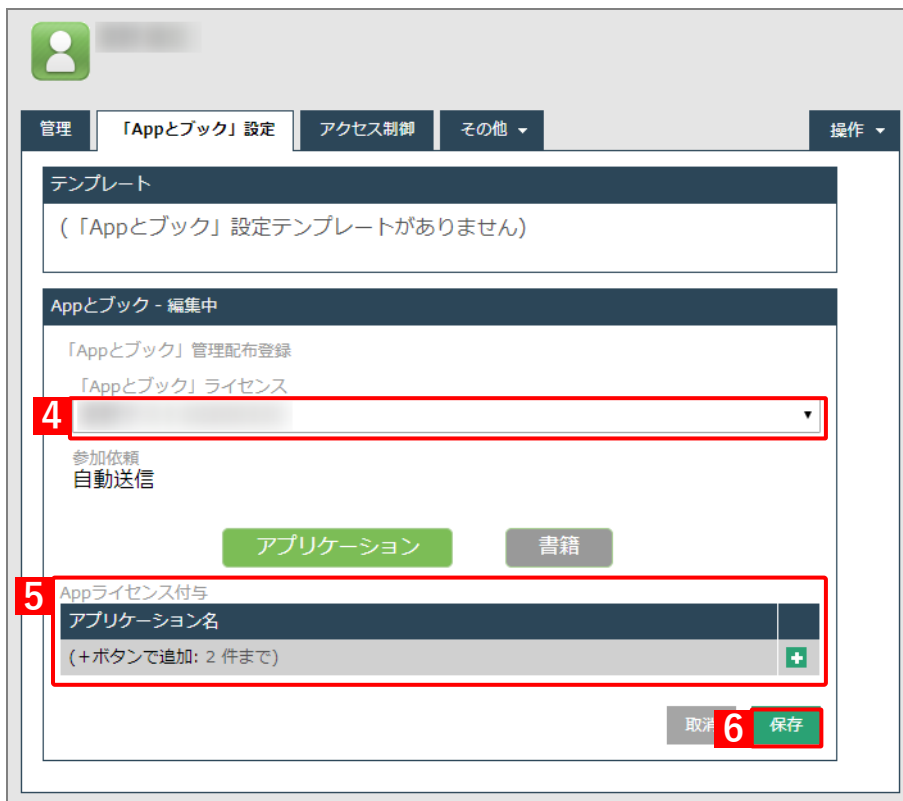 管理 「Appとブック」設定 アクセス制御 その他 ▼ 操作 ▼
テンプレート
(「Appとブック」設定テンプレートがありません)
Appとブック - 編集中
「Appとブック」管理配布登録
「Appとブック」ライセンス
4
参加依頼
自動送信
アプリケーション 書籍
5 Appライセンス付与
アプリケーション名
(+ボタンで追加: 2 件まで)
6 保存